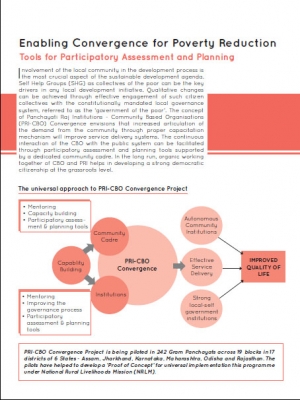 Enabling Convergence for Poverty Reduction
Tools for Participatory Assessment and Planning
Involvement of the local community in the development process is
the most crucial aspect of the sustainable development agenda.
Self Help Groups (SHG) as collectives of the poor can be the key
drivers in any local development initiative. Qualitative changes
can be achieved through effective engagement of such citizen
collectives with the constitutionally mandated local governance
system, referred to as the 'government of the poor'. The concept
of Panchayati Raj Institutions - Community Based Organisations
(PRI-CBO) Convergence envisions that increased articulation of
the demand from the community through proper capacitation
mechanism will improve service delivery systems. The continuous
interaction of the CBO with the public system can be facilitated
through participatory assessment and planning tools supported
by a dedicated community cadre. In the long run, organic working
together of CBO and PRI helps in developing a strong democratic
citizenship at the grassroots level.
The universal approach to PRI-CBO Convergence Project
• Mentoring
• Capacity building
• Participatory assess -
ment & planning tools
Community
Cadre
Autonomous
Community
Institutions
Capability
Building
PRI-CBO
Convergence
Effective
Service
Delivery
IMPROVED
QUALITY OF
LIFE
• Mentoring
• Improving the
governance process
• Participatory
assessment & planning
tools
Institutions
Strong
local-self
government
institutions
PRI-CBO Convergence Project is being piloted in 242 Gram Panchayats across 19 blocks in 17
districts of 6 States - Assam, Jharkhand, Karnataka, Maharashtra, Odisha and Rajasthan. The
pilots have helped to develop a 'Proof of Concept' for universal implementation this programme
under National Rural Livelihoods Mission (NRLM).